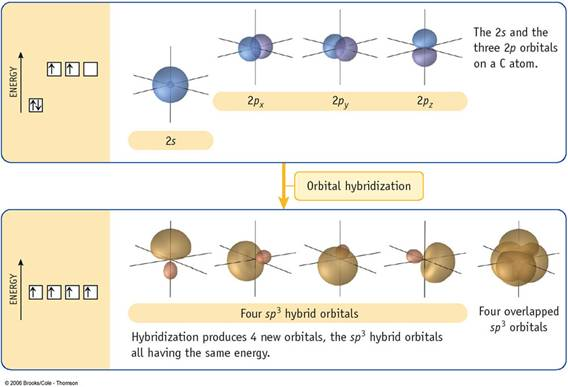 ENERGY
2s
2px
2py
2pz
The 2s and the
three 2p orbitals
on a C atom.
Orbital hybridization
ENERGY
Four sp³ hybrid orbitals
Hybridization produces 4 new orbitals, the sp³ hybrid orbitals
all having the same energy.
Four overlapped
sp³ orbitals
© 2006 Brooks/Cole - Thomson